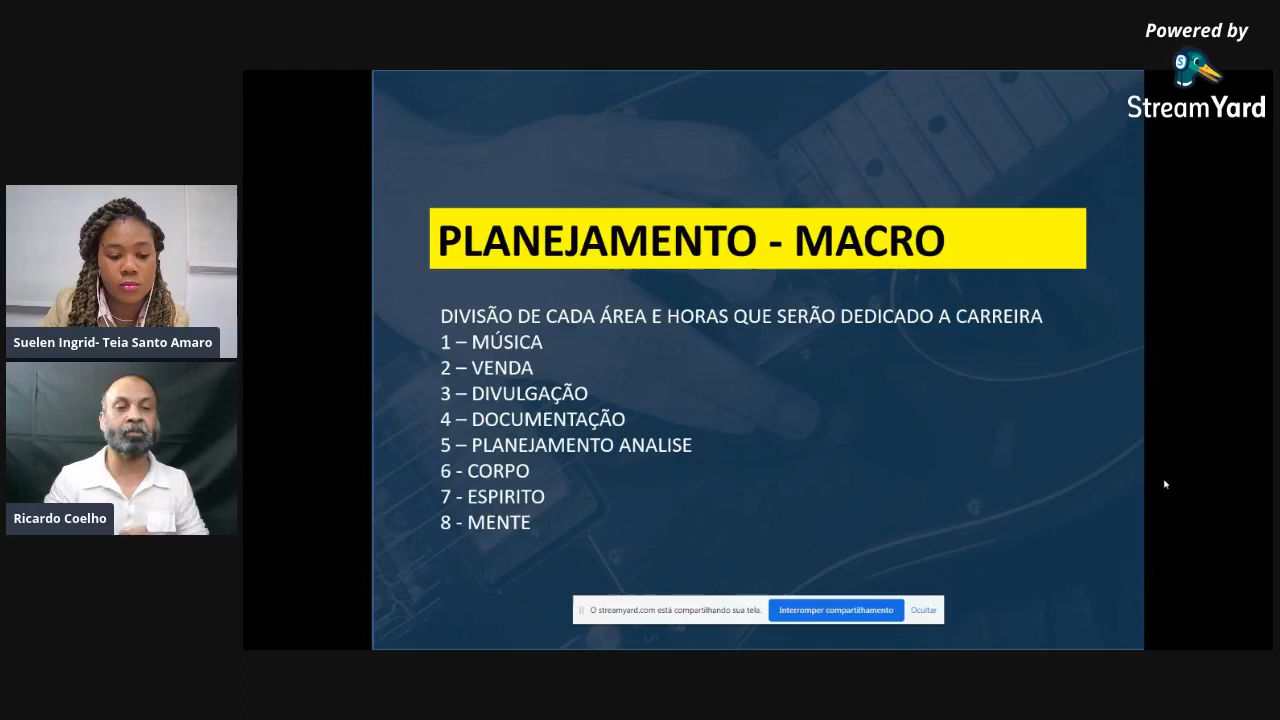 Powered by
StreamYard
PLANEJAMENTO - MACRO
DIVISÃO DE CADA ÁREA E HORAS QUE SERÃO DEDICADO A CARREIRA
1 – MÚSICA
2 – VENDA
3 – DIVULGAÇÃO
4 – DOCUMENTAÇÃO
5 – PLANEJAMENTO ANALISE
6 - CORPO
7 - ESPIRITO
8 - MENTE
Suelen Ingrid- Teia Santo Amaro
Ricardo Coelho
O streamyard.com está compartilhando sua tela.
Interromper compartilhamento
Ocultar